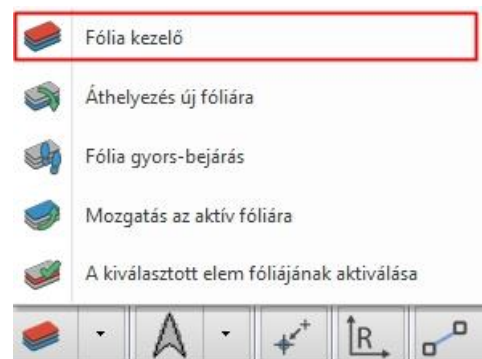 Fólia kezelő
Áthelyezés új fóliára
Fólia gyors-bejárás
Mozgatás az aktív fóliára
A kiválasztott elem fóliájának aktiválása
R